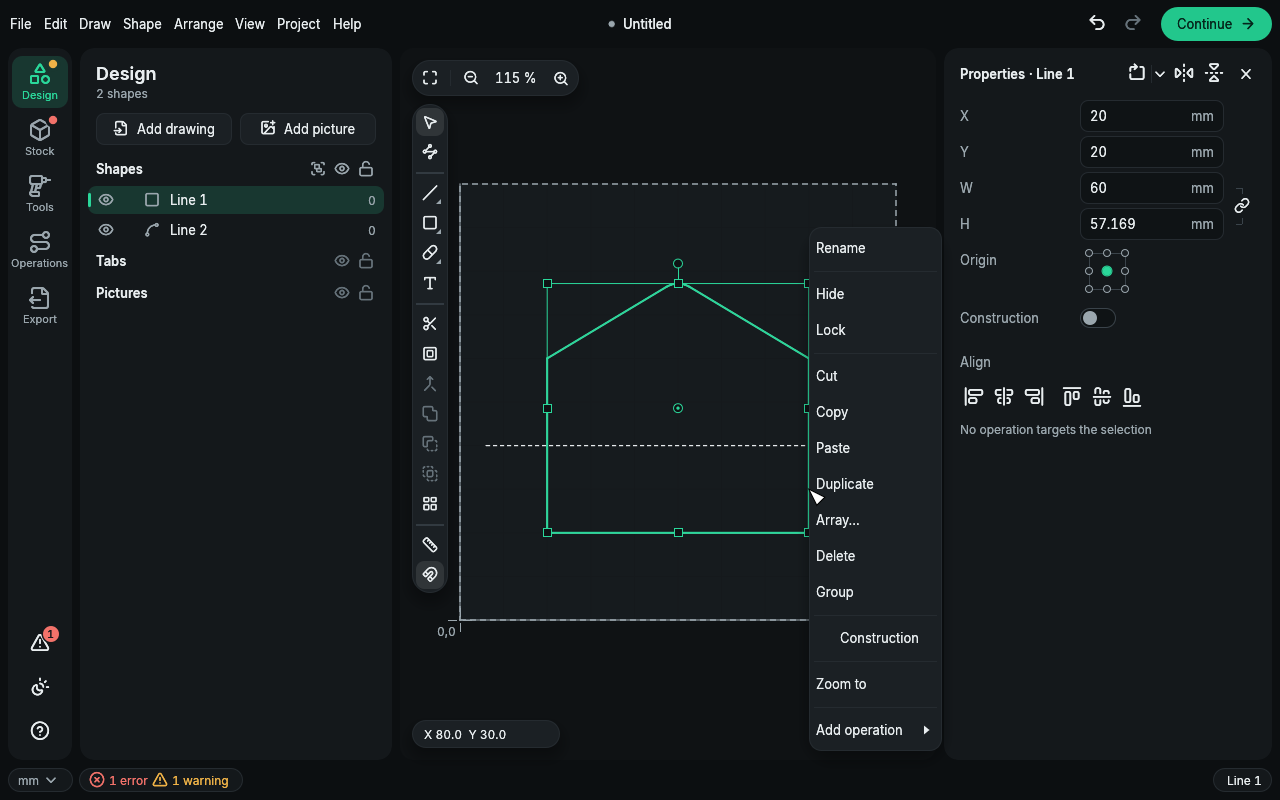 File Edit Draw Shape Arrange View Project Help
Untitled
Continue
Design
Stock
Tools
Operations
Export
1
Design
2 shapes
Add drawing
Add picture
Shapes
Line 1 0
Line 2 0
Tabs
Pictures
115 %
0,0
X 80.0 Y 30.0
Rename
Hide
Lock
Cut
Copy
Paste
Duplicate
Array...
Delete
Group
Construction
Zoom to
Add operation
Properties · Line 1
X 20 mm
Y 20 mm
W 60 mm
H 57.169 mm
Origin
Construction
Align
No operation targets the selection
mm
1 error 1 warning
Line 1